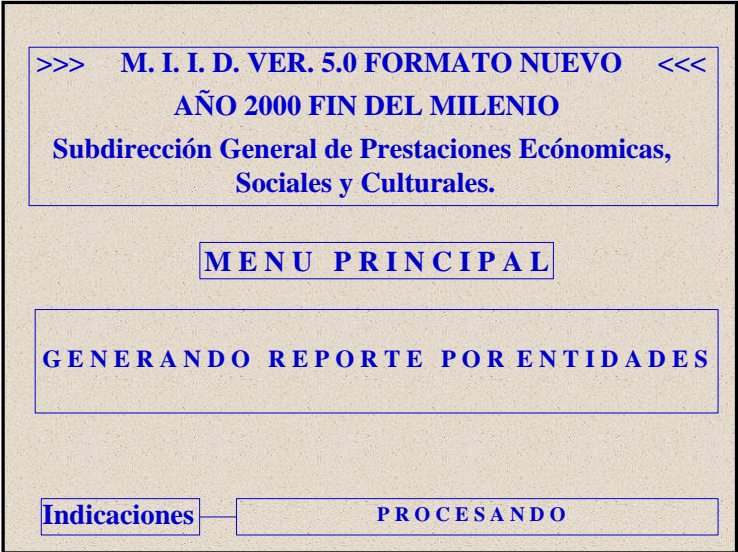 >>> M. I. I. D. VER. 5.0 FORMATO NUEVO <<<
AÑO 2000 FIN DEL MILENIO
Subdirección General de Prestaciones Ecónomicas,
Sociales y Culturales.
M E N U P R I N C I P A L
G E N E R A N D O R E P O R T E P O R E N T I D A D E S
Indicaciones P R O C E S A N D O